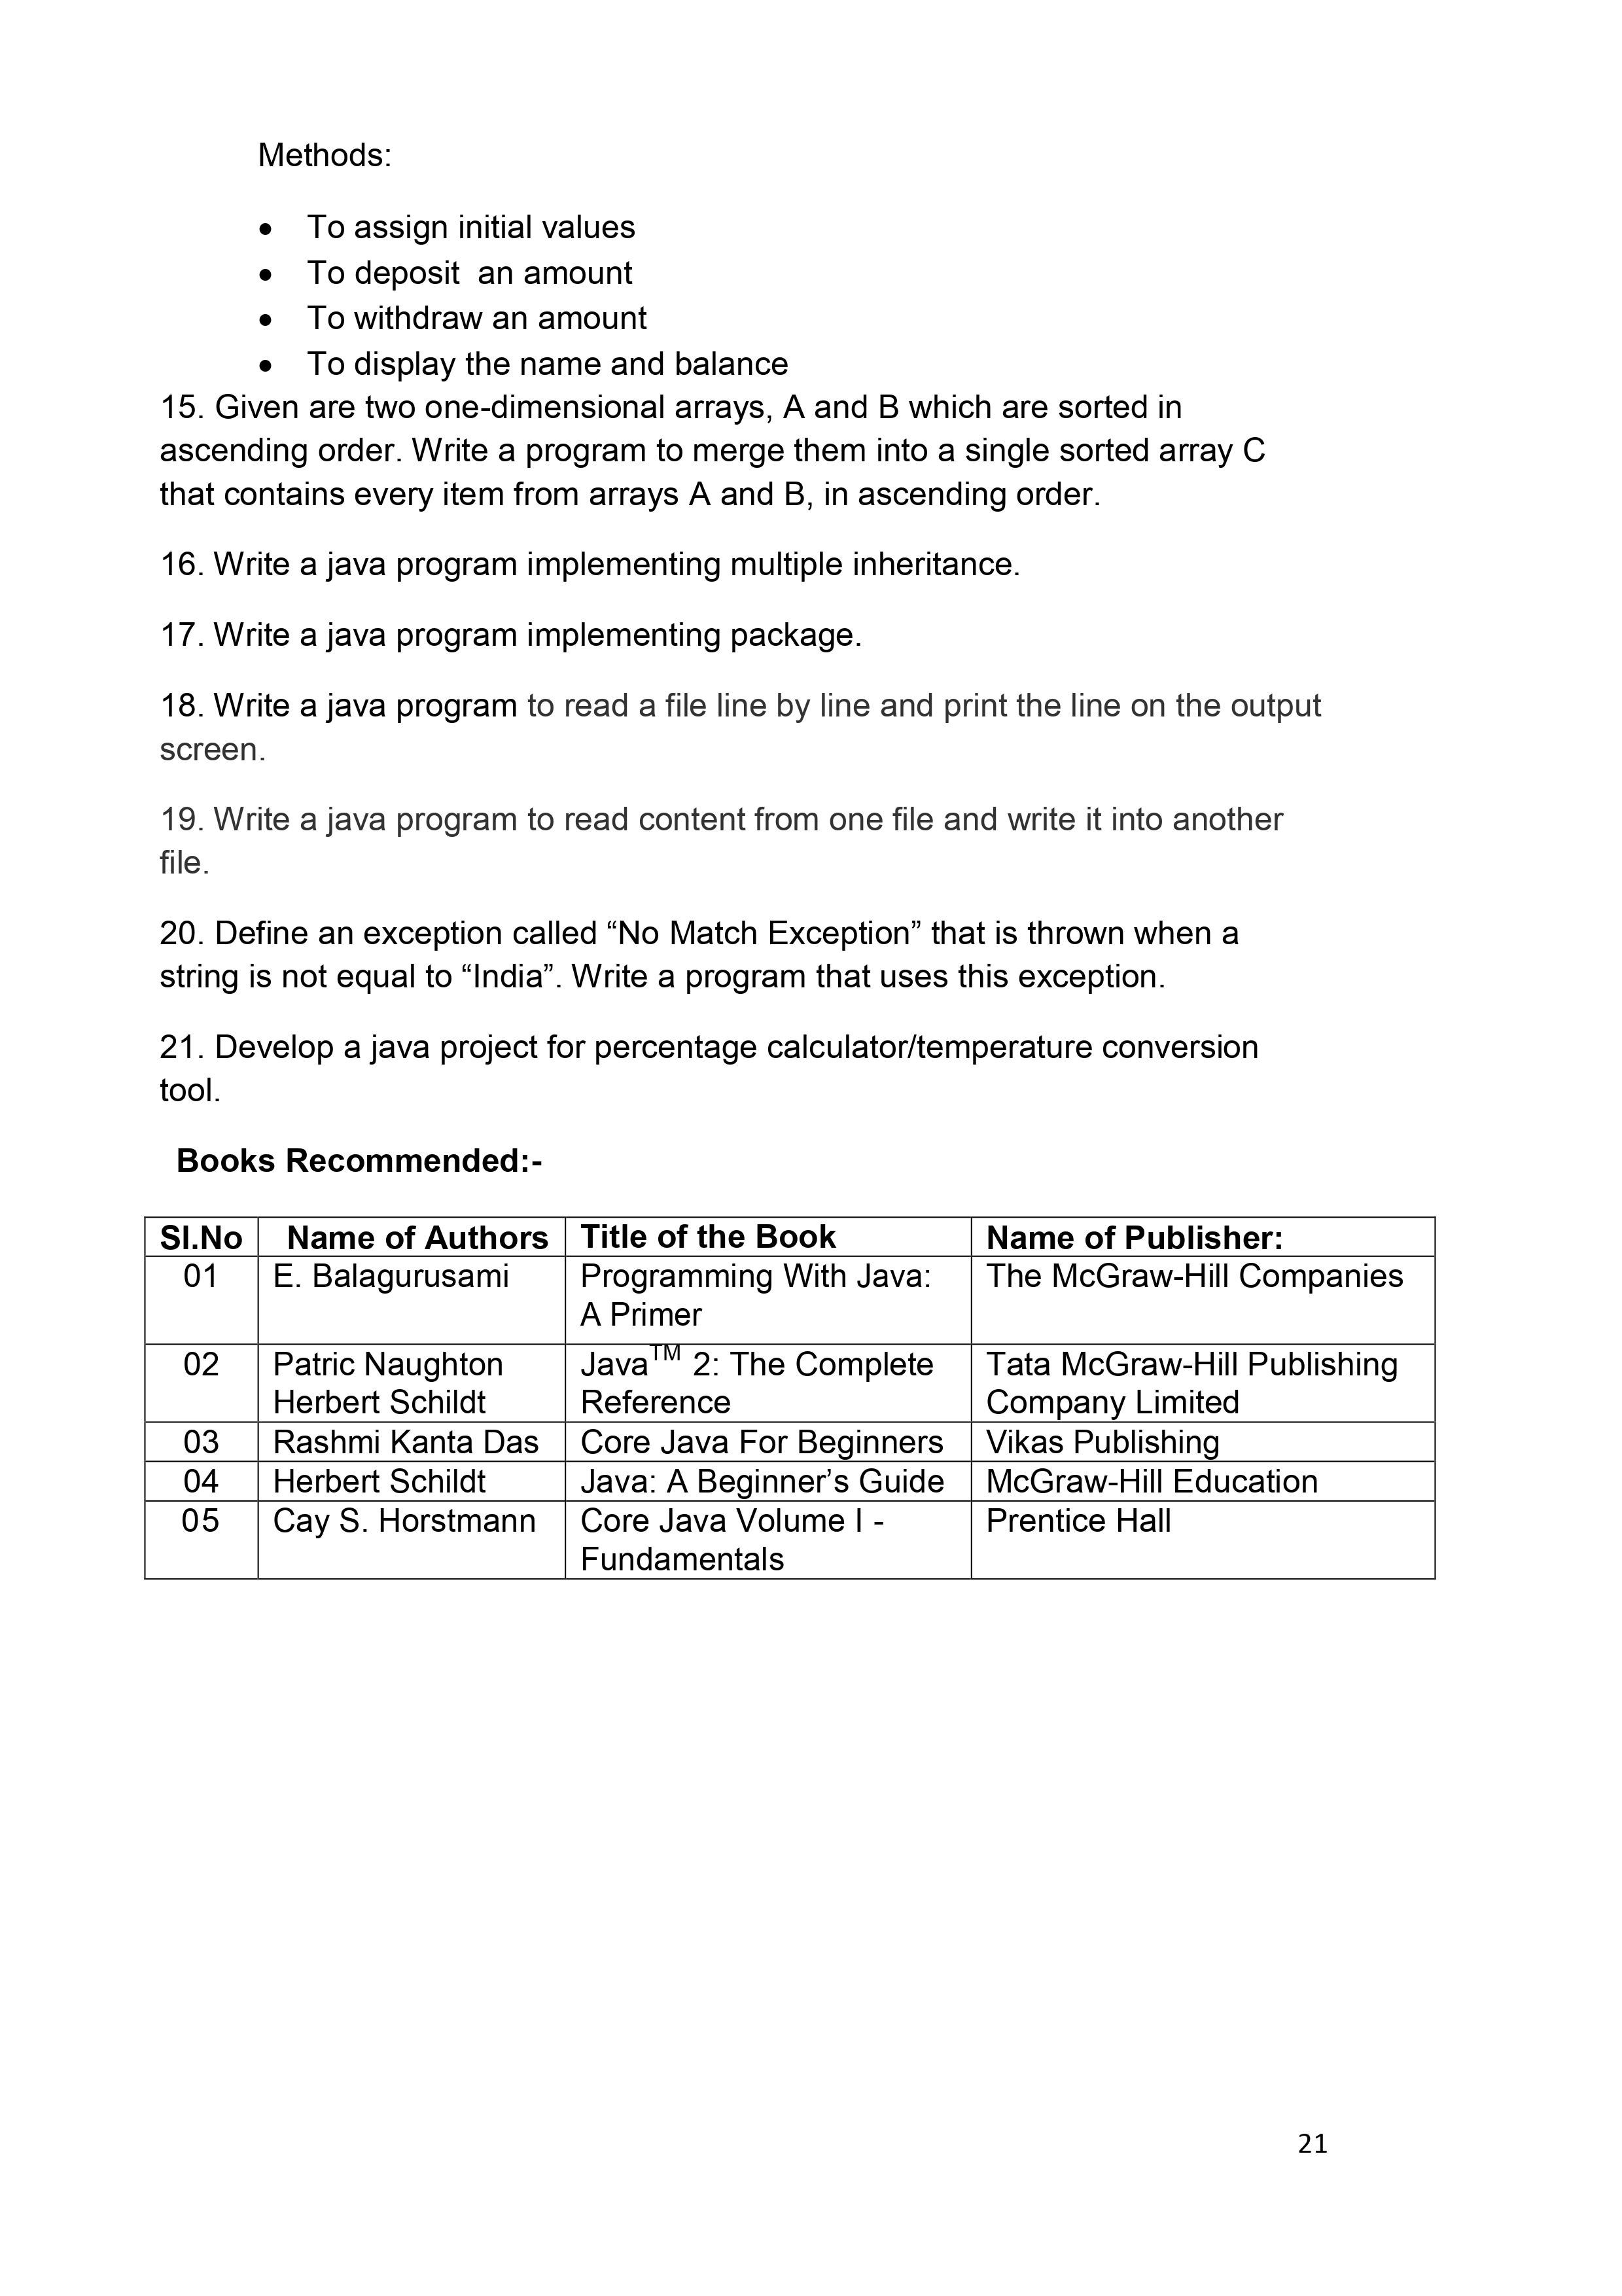 Methods:
• To assign initial values
• To deposit  an amount
• To withdraw an amount
• To display the name and balance
15. Given are two one-dimensional arrays, A and B which are sorted in
ascending order. Write a program to merge them into a single sorted array C
that contains every item from arrays A and B, in ascending order.
16. Write a java program implementing multiple inheritance.
17. Write a java program implementing package.
18. Write a java program to read a file line by line and print the line on the output
screen.
19. Write a java program to read content from one file and write it into another
file.
20. Define an exception called “No Match Exception” that is thrown when a
string is not equal to “India”. Write a program that uses this exception.
21. Develop a java project for percentage calculator/temperature conversion
tool.
Books Recommended:-
Sl.No Name of Authors Title of the Book Name of Publisher:
01 E. Balagurusami Programming With Java: The McGraw-Hill Companies
A Primer
02 Patric Naughton Java™ 2: The Complete Tata McGraw-Hill Publishing
Herbert Schildt Reference Company Limited
03 Rashmi Kanta Das Core Java For Beginners Vikas Publishing
04 Herbert Schildt Java: A Beginner’s Guide McGraw-Hill Education
05 Cay S. Horstmann Core Java Volume I - Prentice Hall
Fundamentals
21